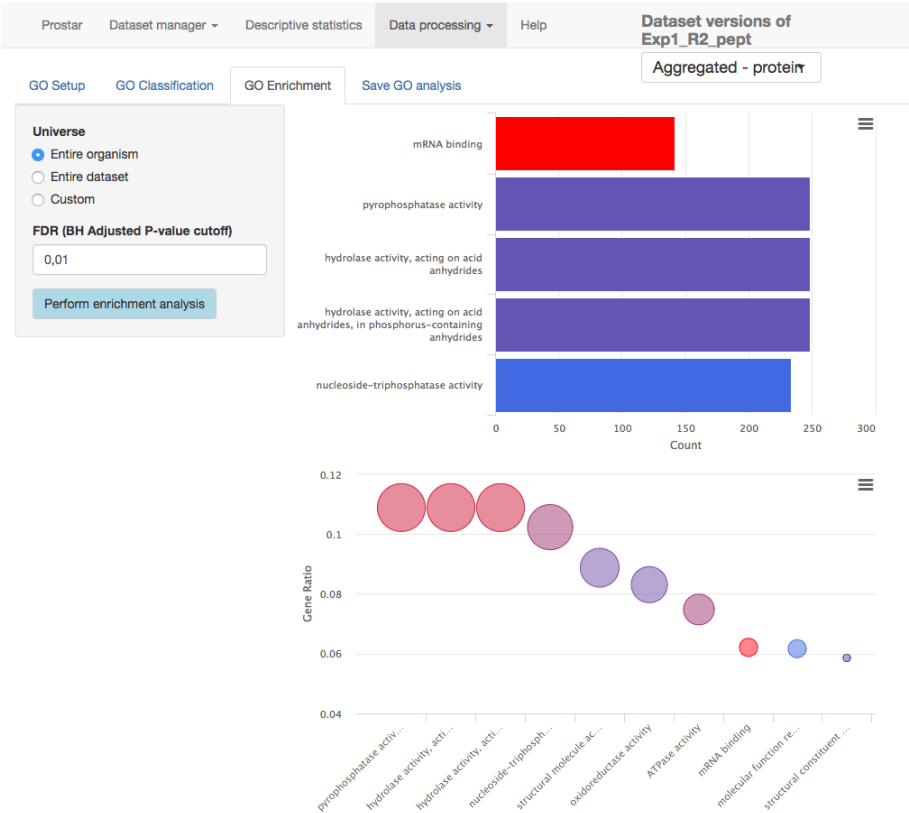 Prostar
Dataset manager
Descriptive statistics
Data processing
Help
Dataset versions of
Exp1_R2_pept
Aggregated - protein
GO Setup
GO Classification
GO Enrichment
Save GO analysis
Universe
Entire organism
Entire dataset
Custom
FDR (BH Adjusted P-value cutoff)
0,01
Perform enrichment analysis
mRNA binding
pyrophosphatase activity
hydrolase activity, acting on acid
anhydrides
hydrolase activity, acting on acid
anhydrides, in phosphorus-containing
anhydrides
nucleoside-triphosphatase activity
0 50 100 150 200 250 300
Count
0.12
0.1
0.08
0.06
0.04
Gene Ratio
pyrophosphatase activ...
hydrolase activity, acti...
hydrolase activity, acti...
nucleoside-triphosph...
structural molecule ac...
oxidoreductase activity
ATPase activity
mRNA binding
molecular function re...
structural constituent ...